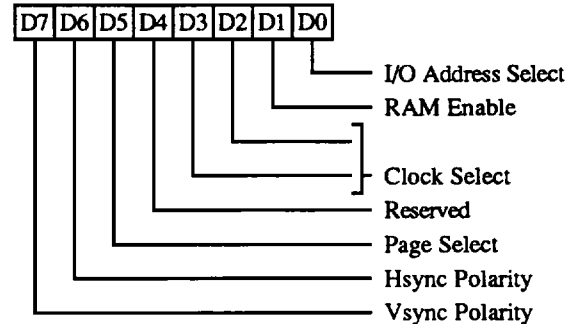 D7 D6 D5 D4 D3 D2 D1 D0
I/O Address Select
RAM Enable
Clock Select
Reserved
Page Select
Hsync Polarity
Vsync Polarity